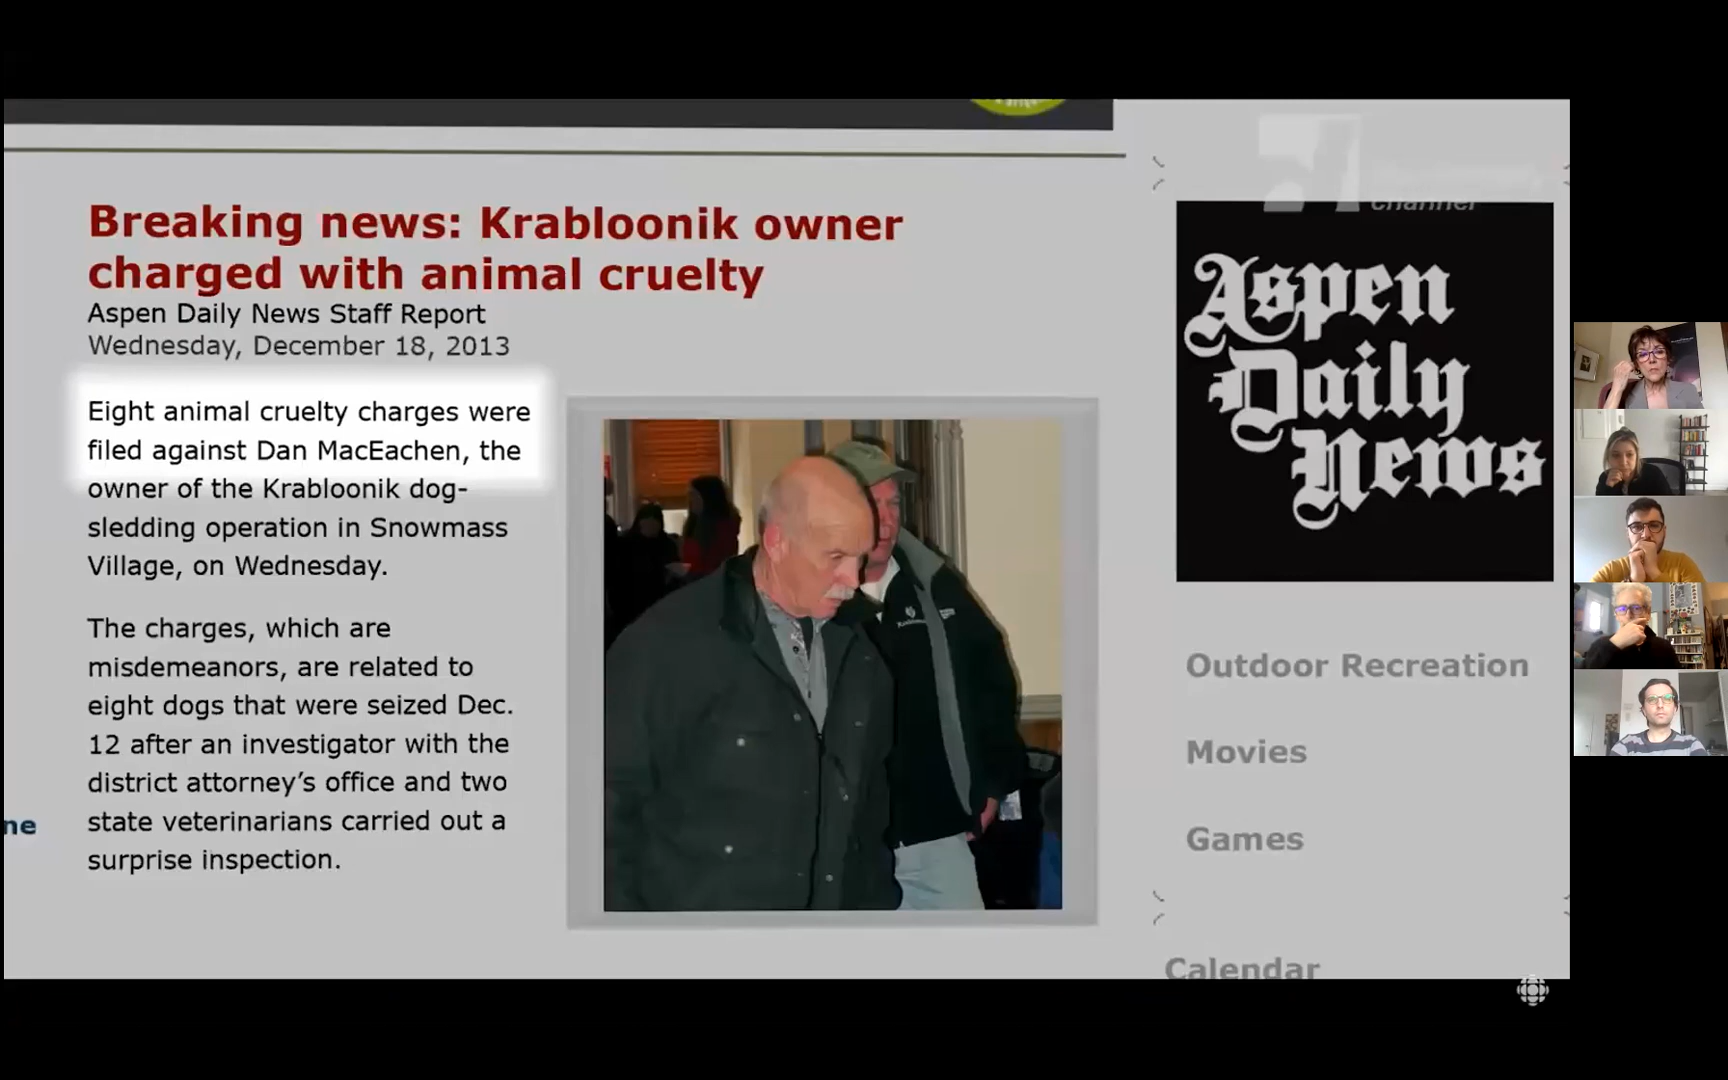 Breaking news: Krabloonik owner
charged with animal cruelty
Aspen Daily News Staff Report
Wednesday, December 18, 2013
Eight animal cruelty charges were
filed against Dan MacEachen, the
owner of the Krabloonik dog-
sledding operation in Snowmass
Village, on Wednesday.
The charges, which are
misdemeanors, are related to
eight dogs that were seized Dec.
12 after an investigator with the
district attorney’s office and two
state veterinarians carried out a
surprise inspection.
ne
channel
Aspen
Daily
News
Outdoor Recreation
Movies
Games
Calendar